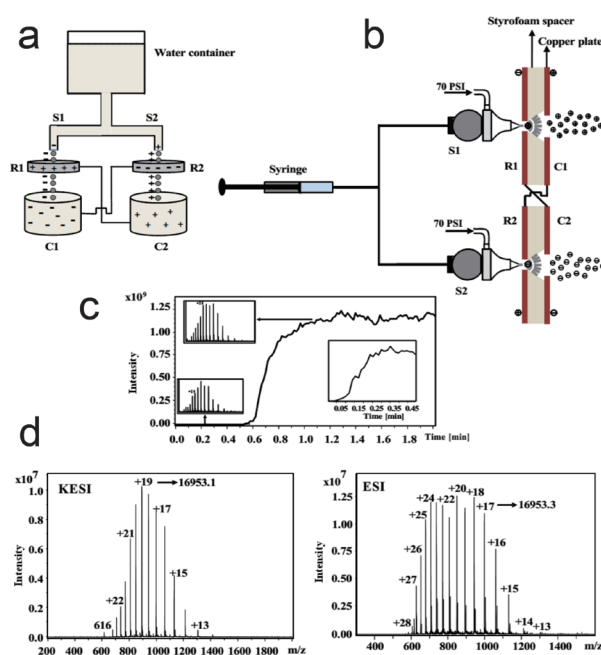 a
Water container
S1
S2
R1
R2
C1
C2
b
Styrofoam spacer
Copper plate
70 PSI
S1
R1
C1
Syringe
70 PSI
R2
C2
S2
c
x10⁹
1.25
1.00
0.75
0.50
0.25
0
Intensity
0.0 0.2 0.4 0.6 0.8 1.0 1.2 1.4 1.6 1.8 Time [min]
0.05 0.15 0.25 0.35 0.45
Time [min]
d
x10⁷
KESI
+19 → 16953.1
+17
+21
+15
+22
616
+13
1.0
0.8
0.6
0.4
0.2
0.0
Intensity
200 600 1000 1400 1800 m/z
x10⁷
ESI
+20
+24
+22
+18
+17 → 16953.3
+25
+26
+16
+27
+15
+28
+14
+13
1.25
1.00
0.75
0.50
0.25
0.0
Intensity
400 600 800 1000 1200 1400 m/z